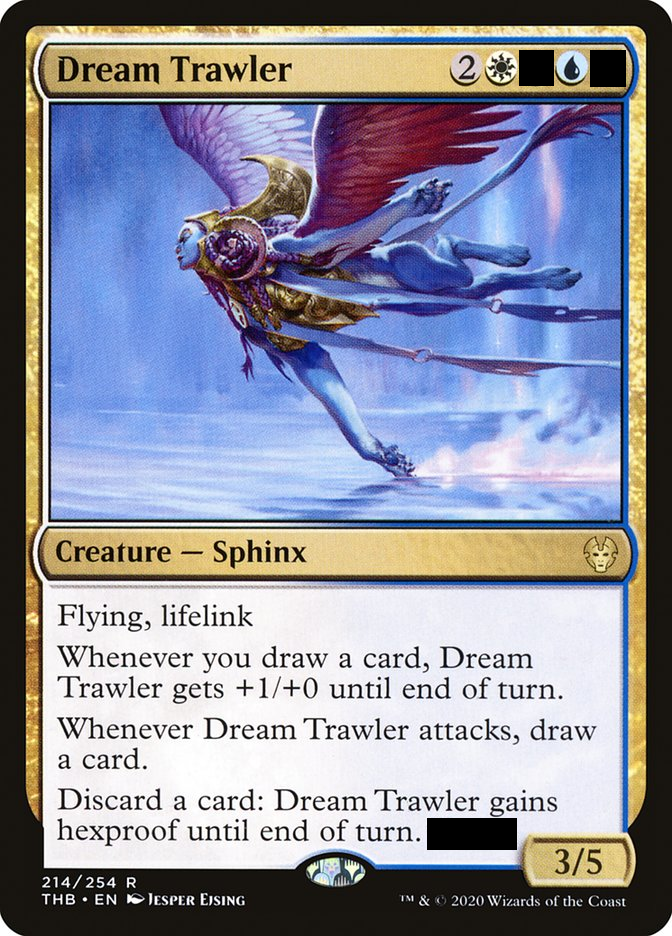 Dream Trawler 2
Creature — Sphinx
Flying, lifelink
Whenever you draw a card, Dream
Trawler gets +1/+0 until end of turn.
Whenever Dream Trawler attacks, draw
a card.
Discard a card: Dream Trawler gains
hexproof until end of turn.
3/5
214/254 R
THB • EN Jesper Ejsing
™ & © 2020 Wizards of the Coast